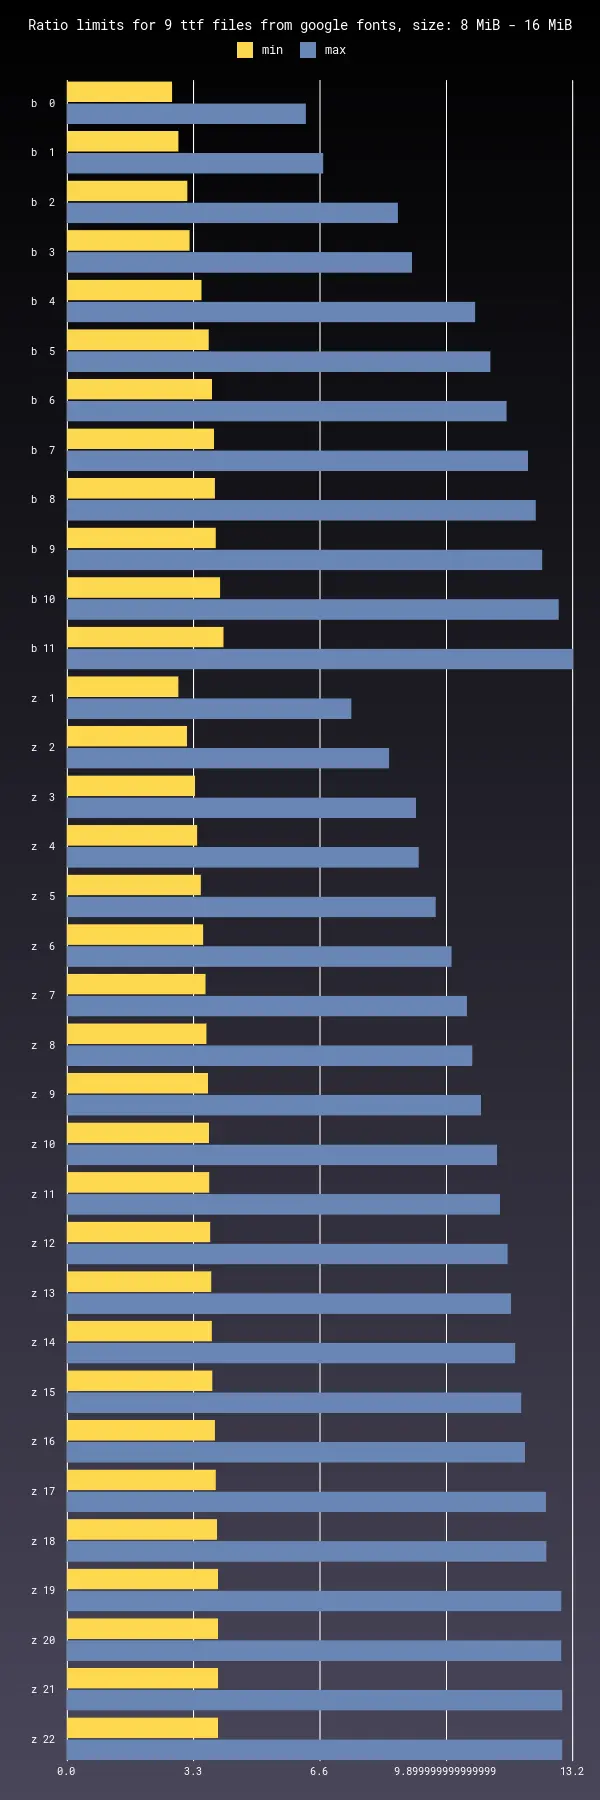 Ratio limits for 9 ttf files from google fonts, size: 8 MiB - 16 MiB
min max
b 0
b 1
b 2
b 3
b 4
b 5
b 6
b 7
b 8
b 9
b 10
b 11
z 1
z 2
z 3
z 4
z 5
z 6
z 7
z 8
z 9
z 10
z 11
z 12
z 13
z 14
z 15
z 16
z 17
z 18
z 19
z 20
z 21
z 22
0.0 3.3 6.6 9.899999999999999 13.2